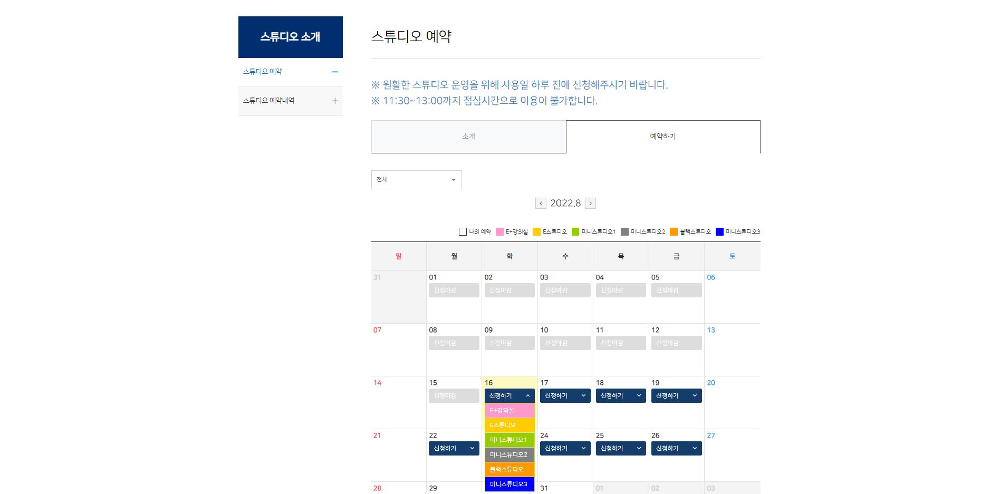 스튜디오 소개
스튜디오 예약
스튜디오 예약내역
스튜디오 예약
※ 원활한 스튜디오 운영을 위해 사용일 하루 전에 신청해주시기 바랍니다.
※ 11:30~13:00까지 점심시간으로 이용이 불가합니다.
소개 예약하기
전체
2022.8
나의 예약 E+강의실 E스튜디오 미니스튜디오1 미니스튜디오2 블랙스튜디오 미니스튜디오3
일 월 화 수 목 금 토
31 01 02 03 04 05 06
신청마감 신청마감 신청마감 신청마감 신청마감
07 08 09 10 11 12 13
신청마감 신청마감 신청마감 신청마감 신청마감
14 15 16 17 18 19 20
신청마감 신청하기 신청하기 신청하기 신청하기
E+강의실
E스튜디오
21 22 24 25 26 27
미니스튜디오1
신청하기 신청하기 신청하기 신청하기
미니스튜디오2
블랙스튜디오
미니스튜디오3
28 29 31 01 02 03